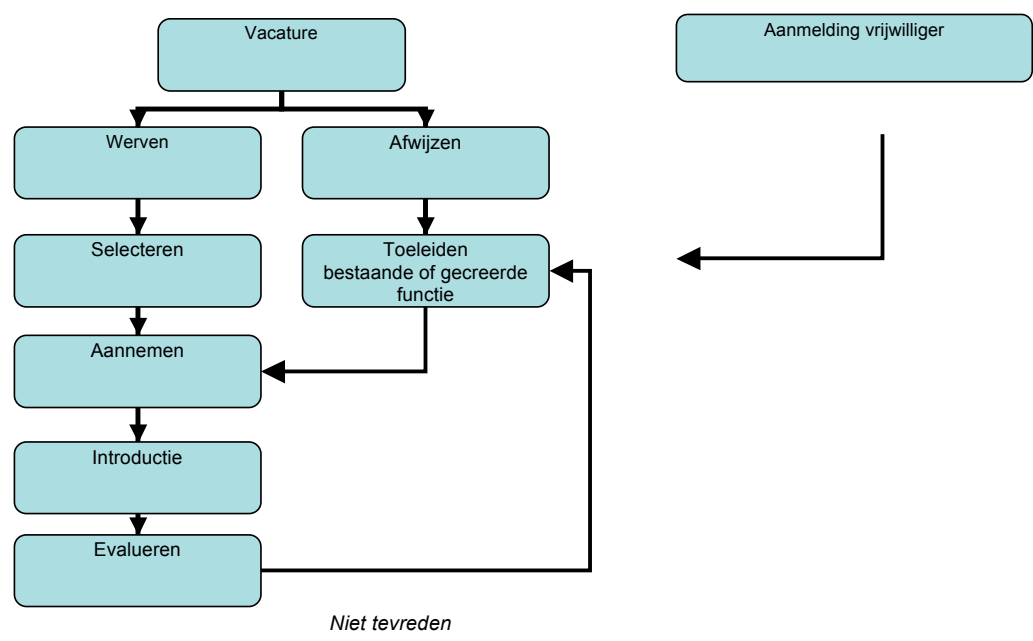 Vacature
Aanmelding vrijwilliger
Werven
Afwijzen
Selecteren
Toeleiden
bestaande of gecreerde
functie
Aannemen
Introductie
Evalueren
Niet tevreden